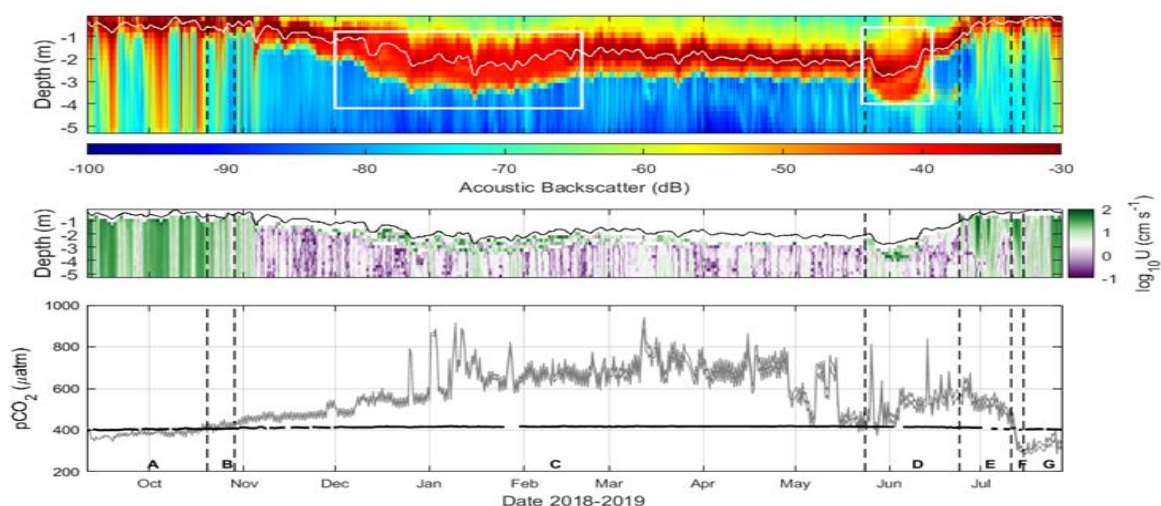 Depth (m)
-1
-2
-3
-4
-5
-100 -90 -80 -70 -60 -50 -40 -30
Acoustic Backscatter (dB)
Depth (m)
-1
-2
-3
-4
-5
2
1
0
-1
log10 U (cm s-1)
pCO2 (μatm)
1000
800
600
400
200
A B C D E F G
Oct Nov Dec Jan Feb Mar Apr May Jun Jul
Date 2018-2019